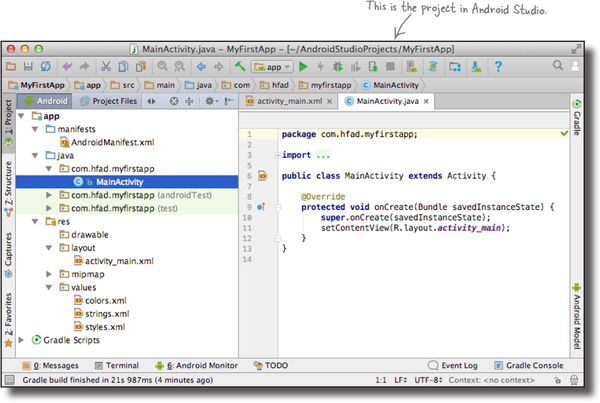 This is the project in Android Studio.
MainActivity.java – MyFirstApp – [~/AndroidStudioProjects/MyFirstApp]
app
MyFirstApp app src main java com hfad myfirstapp MainActivity
Android Project Files activity_main.xml MainActivity.java
1: Project
Z: Structure
Captures
2: Favorites
app
manifests
AndroidManifest.xml
java
com.hfad.myfirstapp
MainActivity
com.hfad.myfirstapp (androidTest)
com.hfad.myfirstapp (test)
res
drawable
layout
activity_main.xml
mipmap
values
colors.xml
strings.xml
styles.xml
Gradle Scripts
1 package com.hfad.myfirstapp;
2
3 import ...
5
6 public class MainActivity extends Activity {
7
8 @Override
9 protected void onCreate(Bundle savedInstanceState) {
10 super.onCreate(savedInstanceState);
11 setContentView(R.layout.activity_main);
12 }
13 }
14
Gradle
Android Model
0: Messages Terminal 6: Android Monitor TODO Event Log Gradle Console
Gradle build finished in 21s 987ms (4 minutes ago) 1:1 LF UTF-8 Context: <no context>